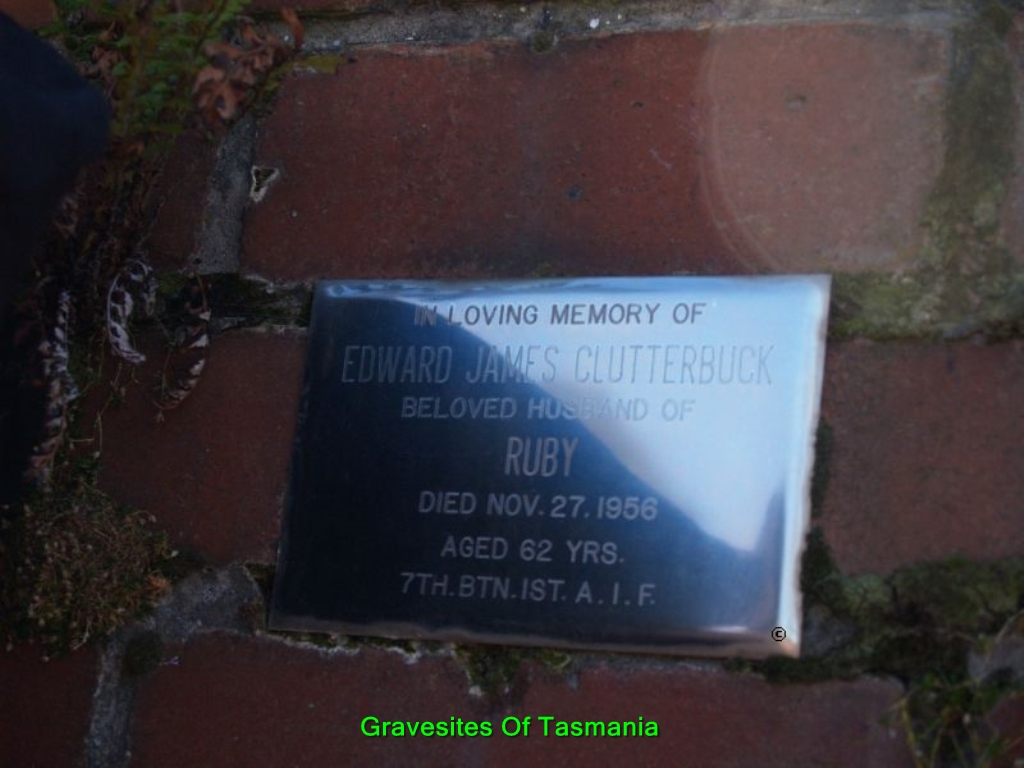 IN LOVING MEMORY OF
EDWARD JAMES CLUTTERBUCK
BELOVED HUSBAND OF
RUBY
DIED NOV. 27. 1956
AGED 62 YRS.
7TH. BTN. 1ST. A. I. F.
©
Gravesites Of Tasmania